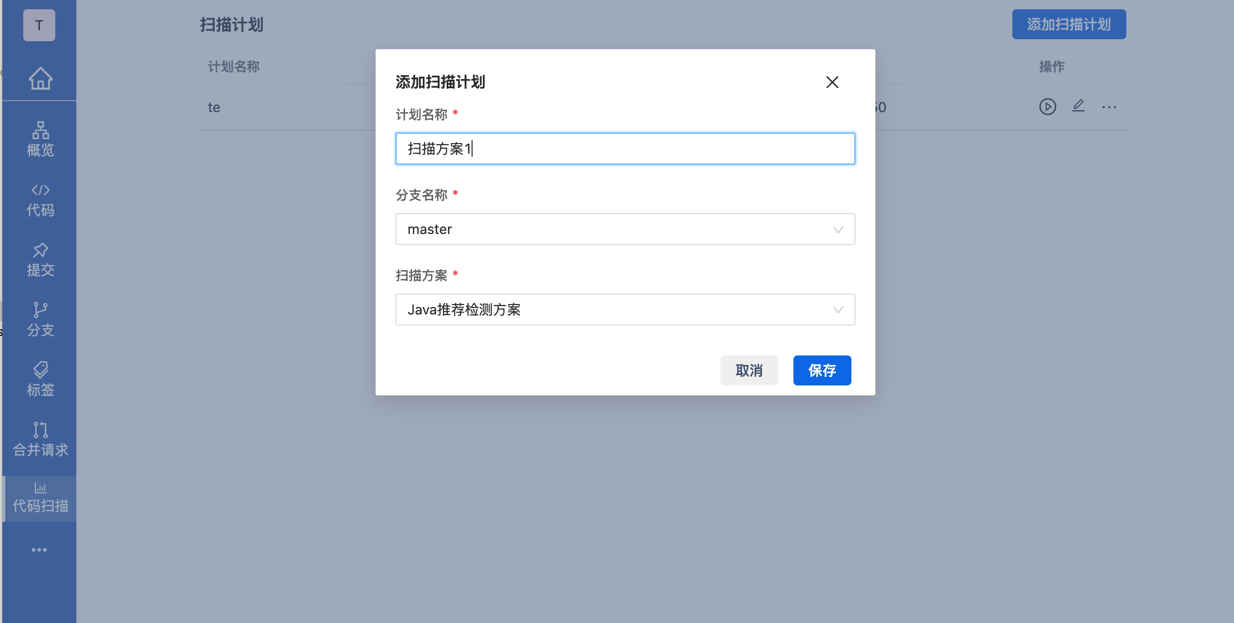 T
概览
代码
提交
分支
标签
合并请求
代码扫描
扫描计划
添加扫描计划
计划名称
操作
te
添加扫描计划
计划名称 *
扫描方案1
分支名称 *
master
扫描方案 *
Java推荐检测方案
取消
保存